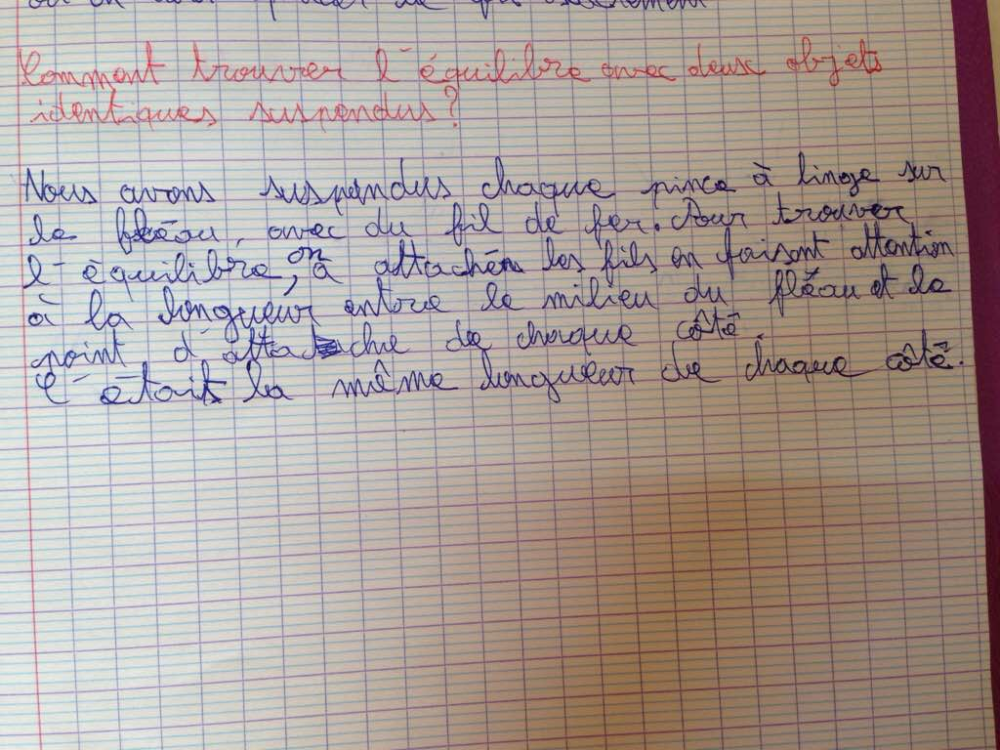 Comment trouver l'équilibre avec deux objets
identiques suspendus?
Nous avons suspendus chaque pince à linge sur
le fléau, avec du fil de fer. Pour trouver
l'équilibre, on à attachés les fils en faisant attention
à la longueur entre le milieu du fléau et le
point d'attache de chaque côté.
C'était la même longueur de chaque côté.